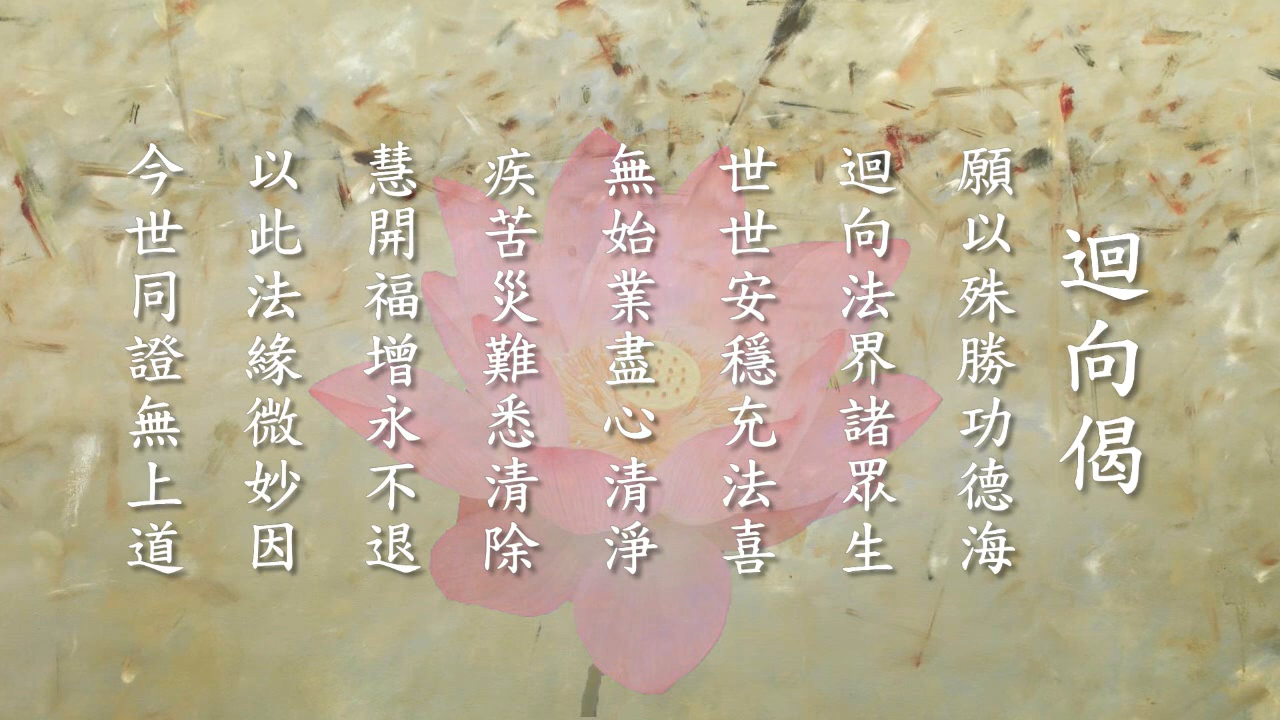 迴向偈
願以殊勝功德海
迴向法界諸眾生
世世安穩充法喜
無始業盡心清淨
疾苦災難悉清除
慧開福增永不退
以此法緣微妙因
今世同證無上道